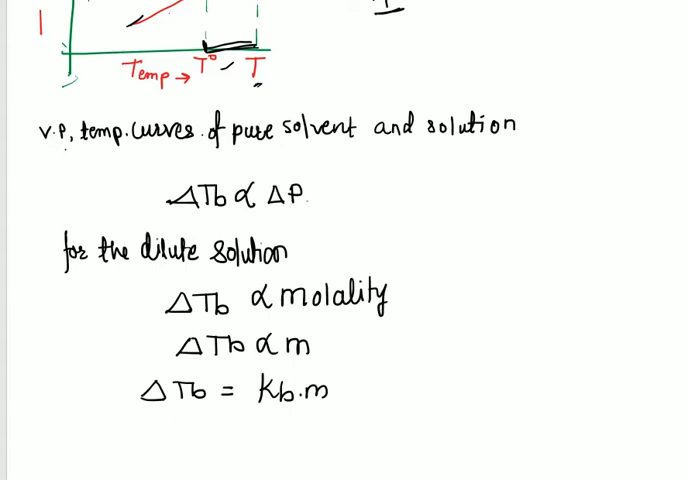 Temp → T° T
V.P, temp. curves of pure solvent and solution
ΔTb ∝ ΔP.
for the dilute solution
ΔTb ∝ molality
ΔTb ∝ m
ΔTb = Kb.m